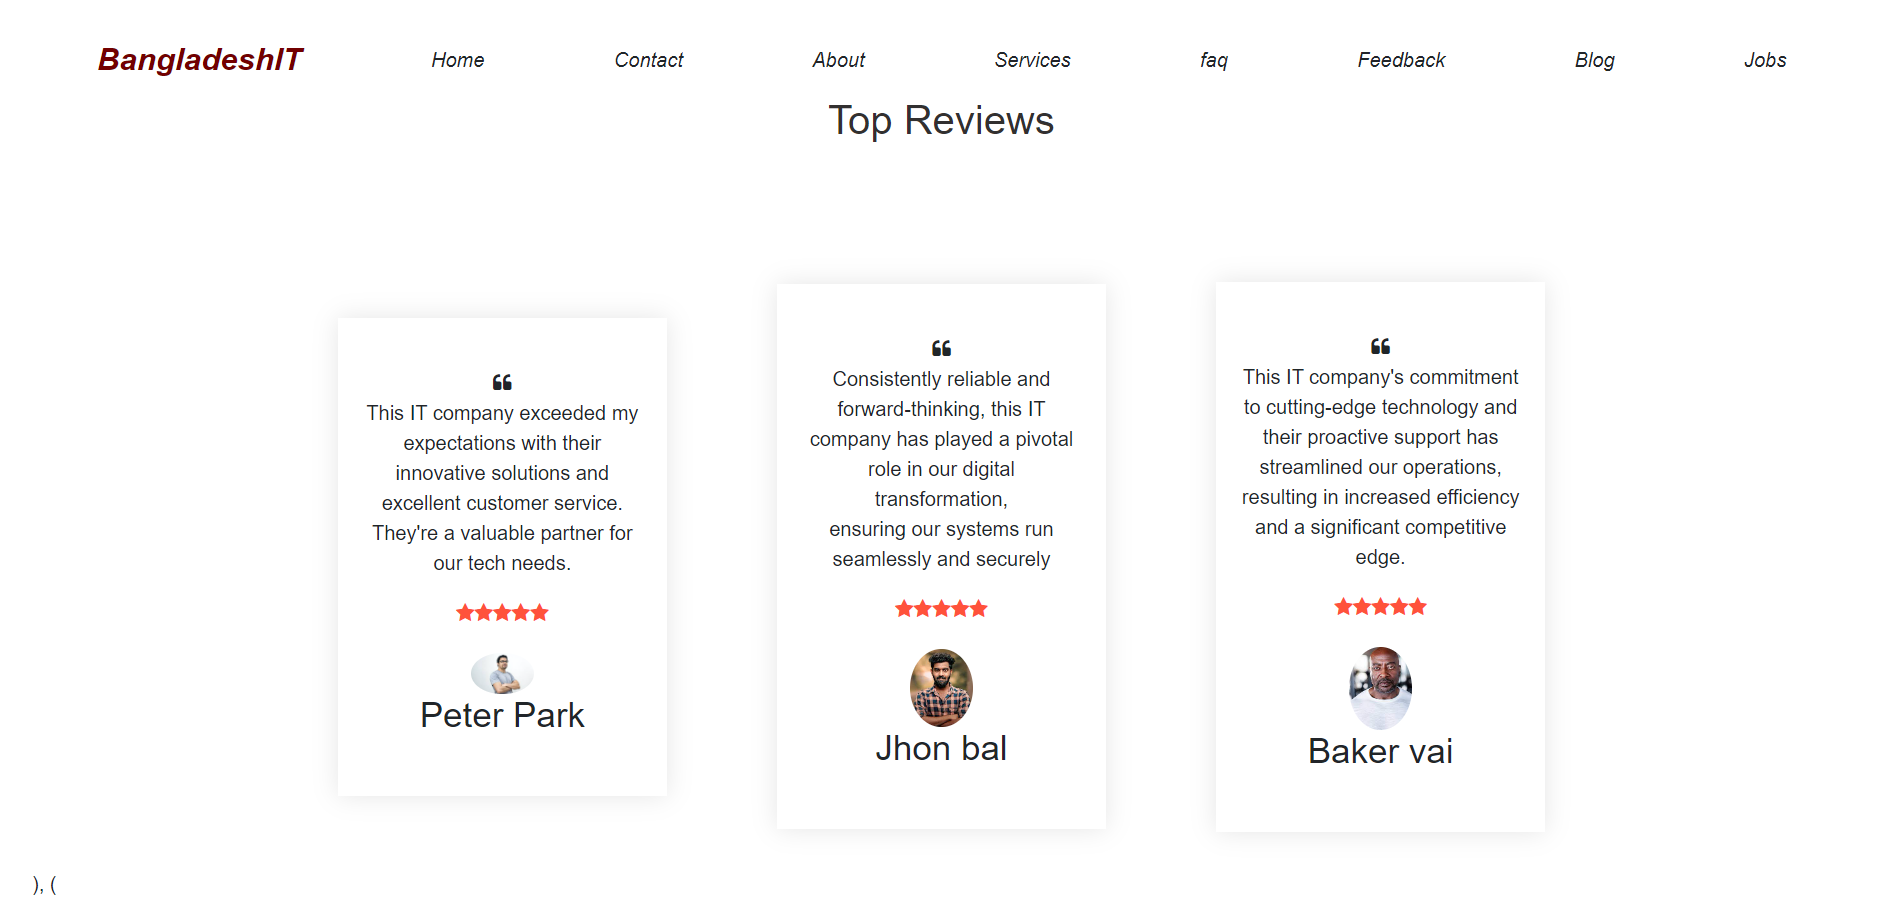 BangladeshIT Home Contact About Services faq Feedback Blog Jobs
Top Reviews
This IT company exceeded my
expectations with their
innovative solutions and
excellent customer service.
They're a valuable partner for
our tech needs.
Peter Park
Consistently reliable and
forward-thinking, this IT
company has played a pivotal
role in our digital
transformation,
ensuring our systems run
seamlessly and securely
Jhon bal
This IT company's commitment
to cutting-edge technology and
their proactive support has
streamlined our operations,
resulting in increased efficiency
and a significant competitive
edge.
Baker vai
), (